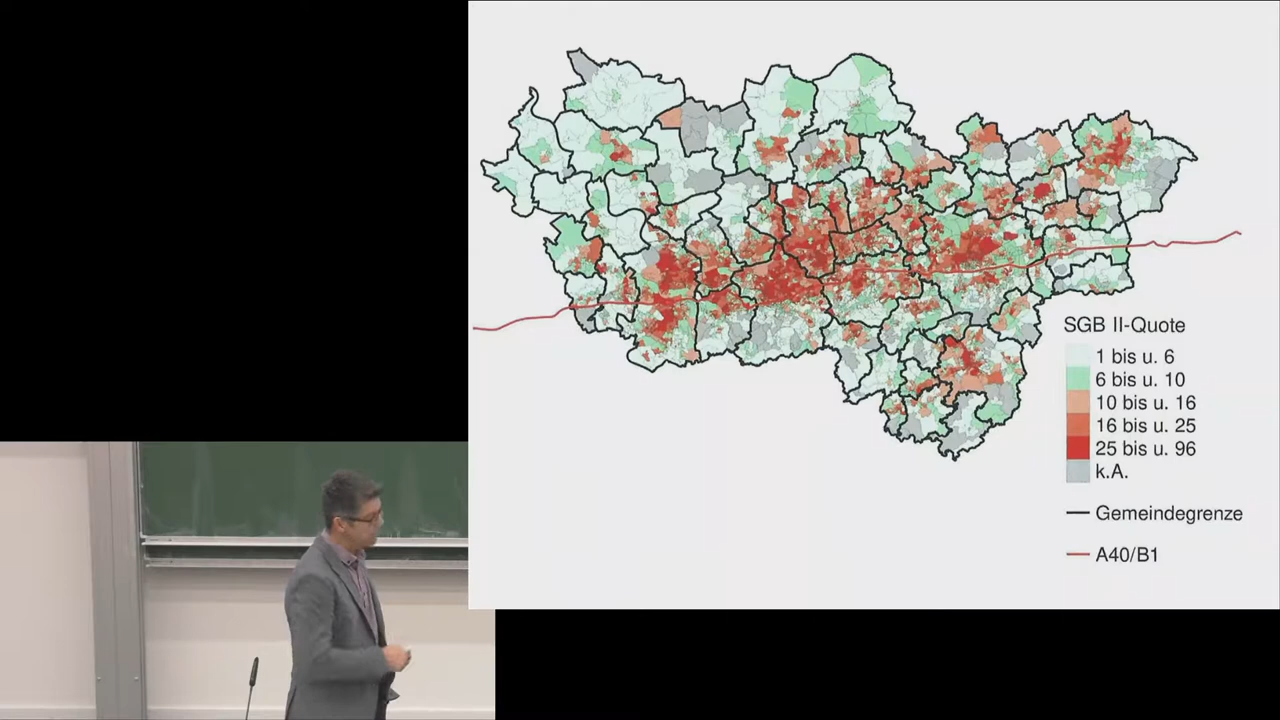 SGB II-Quote
1 bis u. 6
6 bis u. 10
10 bis u. 16
16 bis u. 25
25 bis u. 96
k.A.
Gemeindegrenze
A40/B1